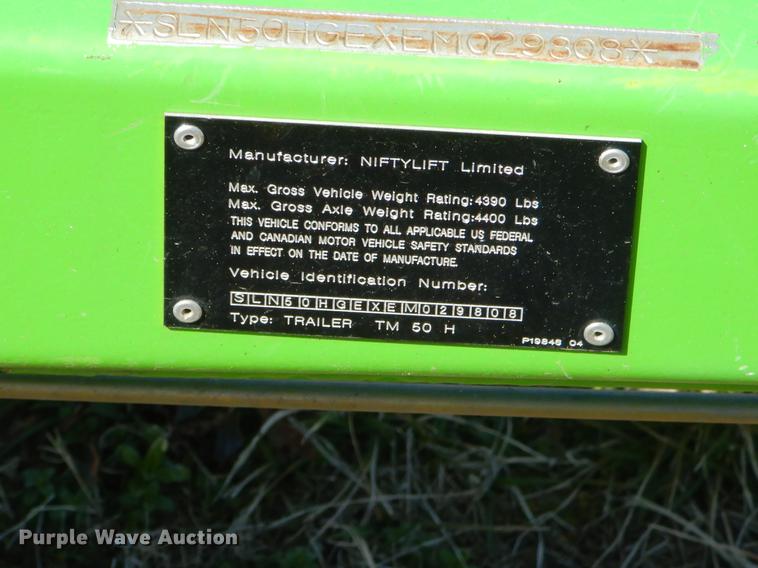 *SLN50HGEXEM029808*
Manufacturer: NIFTYLIFT Limited
Max. Gross Vehicle Weight Rating:4390 Lbs
Max. Gross Axle Weight Rating:4400 Lbs
THIS VEHICLE CONFORMS TO ALL APPLICABLE US FEDERAL
AND CANADIAN MOTOR VEHICLE SAFETY STANDARDS
IN EFFECT ON THE DATE OF MANUFACTURE.
Vehicle Identification Number:
SLN50HGEXEM029808
Type: TRAILER TM 50 H
P19846 04
Purple Wave Auction